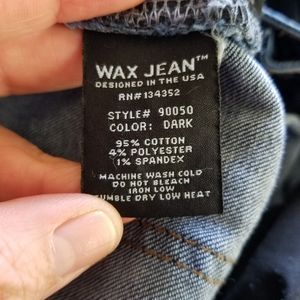 WAX JEAN™
DESIGNED IN THE USA
RN#134352
STYLE# 90050
COLOR: DARK
95% COTTON
4% POLYESTER
1% SPANDEX
MACHINE WASH COLD
DO NOT BLEACH
IRON LOW
UMBLE DRY LOW HEAT